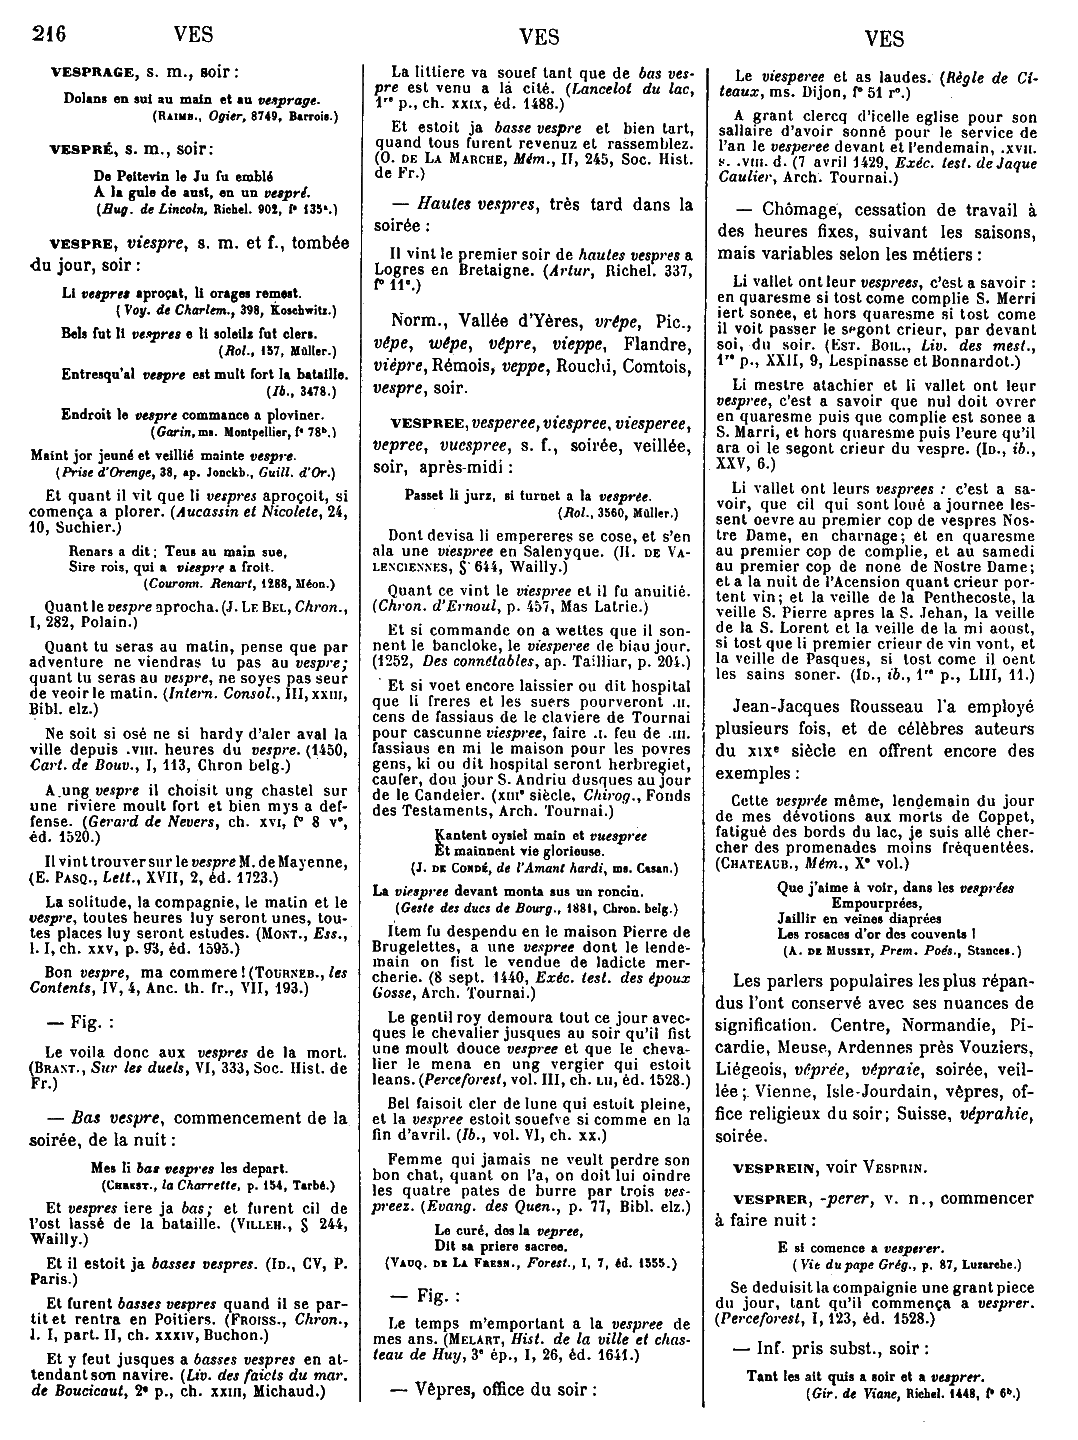 216
VES
VES
VES
VESPRAGE, s. m., soir :
Dolans en sui au main et au vesprage.
(RAIMB., Ogier, 8749, Barrois.)
VESPRÉ, s. m., soir:
De Peitevin le Ju fu emblé
A la gule de aust, en un vespré.
(Hug. de Lincoln, Richel. 902, f° 135ᵃ.)
VESPRE, viespre, s. m. et f., tombée
du jour, soir :
Li vespres aproçat, li orages remest.
(Voy. de Charlem., 398, Koschwitz.)
Bels fut li vespres e li soleilz fut clers.
(Rol., 157, Müller.)
Entresqu'al vespre est mult fort la bataille.
(Ib., 3478.)
Endroit le vespre commance a ploviner.
(Garin, ms. Montpellier, f° 78ᵇ.)
Maint jor jeuné et veillié mainte vespre.
(Prise d'Orenge, 38, ap. Jonckb., Guill. d'Or.)
Et quant il vit que li vespres aproçoit, si
comença a plorer. (Aucassin et Nicolete, 24,
10, Suchier.)
Renars a dit : Teus au main sue,
Sire rois, qui a viespre a froit.
(Couronn. Renart, 1288, Méon.)
Quant le vespre aprocha. (J. LE BEL, Chron.,
I, 282, Polain.)
Quant tu seras au matin, pense que par
adventure ne viendras tu pas au vespre;
quant tu seras au vespre, ne soyes pas seur
de veoir le matin. (Intern. Consol., III, XXIII,
Bibl. elz.)
Ne soit si osé ne si hardy d'aler aval la
ville depuis .VIII. heures du vespre. (1450,
Cart. de Bouv., I, 113, Chron belg.)
A ung vespre il choisit ung chastel sur
une riviere moult fort et bien mys a def-
fense. (Gerard de Nevers, ch. XVI, f° 8 v°,
éd. 1520.)
Il vint trouver sur le vespre M. de Mayenne,
(E. PASQ., Lett., XVII, 2, éd. 1723.)
La solitude, la compagnie, le matin et le
vespre, toutes heures luy seront unes, tou-
tes places luy seront estudes. (MONT., Ess.,
l. I, ch. XXV, p. 93, éd. 1595.)
Bon vespre, ma commere ! (TOURNEB., les
Contents, IV, 4, Anc. th. fr., VII, 193.)
— Fig. :
Le voila donc aux vespres de la mort.
(BRANT., Sur les duels, VI, 333, Soc. Hist. de
Fr.)
— Bas vespre, commencement de la
soirée, de la nuit :
Mes li bas vespres les depart.
(CHREST., la Charrette, p. 154, Tarbé.)
Et vespres iere ja bas; et furent cil de
l'ost lassé de la bataille. (VILLEH., § 244,
Wailly.)
Et il estoit ja basses vespres. (ID., CV, P.
Paris.)
Et furent basses vespres quand il se par-
tit et rentra en Poitiers. (FROISS., Chron.,
l. I, part. II, ch. XXXIV, Buchon.)
Et y feut jusques a basses vespres en at-
tendant son navire. (Liv. des faicts du mar.
de Boucicaut, 2ᵉ p., ch. XXIII, Michaud.)
La littiere va souef tant que de bas ves-
pre est venu a la cité. (Lancelot du lac,
1ʳᵉ p., ch. XXIX, éd. 1488.)
Et estoit ja basse vespre et bien tart,
quand tous furent revenuz et rassemblez.
(O. DE LA MARCHE, Mém., II, 245, Soc. Hist.
de Fr.)
— Hautes vespres, très tard dans la
soirée :
Il vint le premier soir de hautes vespres a
Logres en Bretaigne. (Artur, Richel. 337,
f° 11ᶜ.)
Norm., Vallée d'Yères, vrêpe, Pic.,
vêpe, wêpe, vêpre, vieppe, Flandre,
vièpre, Rémois, veppe, Rouchi, Comtois,
vespre, soir.
VESPREE, vesperee, viespree, viesperee,
vepree, vuespree, s. f., soirée, veillée,
soir, après-midi :
Passet li jurz, si turnet a la vesprée.
(Rol., 3560, Müller.)
Dont devisa li empereres se cose, et s'en
ala une viespree en Salenyque. (H. DE VA-
LENCIENNES, § 644, Wailly.)
Quant ce vint le viespree et il fu anuitié.
(Chron. d'Ernoul, p. 457, Mas Latrie.)
Et si commande on a wettes que il son-
nent le bancloke, le viesperee de biau jour.
(1252, Des connétables, ap. Tailliar, p. 204.)
Et si voet encore laissier ou dit hospital
que li freres et les suers pourveront .II.
cens de fassiaus de le claviere de Tournai
pour cascunne viespree, faire .I. feu de .III.
fassiaus en mi le maison pour les povres
gens, ki ou dit hospital seront herbregiet,
caufer, dou jour S. Andriu dusques au jour
de le Candeler. (XIIIᵉ siècle, Chirog., Fonds
des Testaments, Arch. Tournai.)
Kantent oysiel main et vuespree
Et mainnent vie glorieuse.
(J. DE CONDÉ, de l'Amant hardi, ms. Casan.)
La viespree devant monta sus un roncin.
(Geste des ducs de Bourg., 1881, Chron. belg.)
Item fu despendu en le maison Pierre de
Brugelettes, a une vespree dont le lende-
main on fist le vendue de ladicte mer-
cherie. (8 sept. 1440, Exéc. test. des époux
Gosse, Arch. Tournai.)
Le gentil roy demoura tout ce jour avec-
ques le chevalier jusques au soir qu'il fist
une moult douce vespree et que le cheva-
lier le mena en ung vergier qui estoit
leans. (Perceforest, vol. III, ch. LII, éd. 1528.)
Bel faisoit cler de lune qui estoit pleine,
et la vespree estoit souefve si comme en la
fin d'avril. (Ib., vol. VI, ch. XX.)
Femme qui jamais ne veult perdre son
bon chat, quant on l'a, on doit lui oindre
les quatre pates de burre par trois ves-
preez. (Evang. des Quen., p. 77, Bibl. elz.)
Le curé, des la vepree,
Dit sa priere sacree.
(VAUQ. DE LA FRESN., Forest., I, 7, éd. 1555.)
— Fig. :
Le temps m'emportant a la vespree de
mes ans. (MELART, Hist. de la ville et chas-
teau de Huy, 3ᵉ ép., I, 26, éd. 1641.)
— Vêpres, office du soir :
Le viesperee et as laudes. (Règle de Cî-
teaux, ms. Dijon, f° 51 r°.)
A grant clercq d'icelle eglise pour son
sallaire d'avoir sonné pour le service de
l'an le vesperee devant et l'endemain, .XVII.
s. .VIII. d. (7 avril 1429, Exéc. test. de Jaque
Caulier, Arch. Tournai.)
— Chômage, cessation de travail à
des heures fixes, suivant les saisons,
mais variables selon les métiers :
Li vallet ont leur vesprees, c'est a savoir :
en quaresme si tost come complie S. Merri
iert sonee, et hors quaresme si tost come
il voit passer le segont crieur, par devant
soi, du soir. (EST. BOIL., Liv. des mest.,
1ʳᵉ p., XXII, 9, Lespinasse et Bonnardot.)
Li mestre atachier et li vallet ont leur
vespree, c'est a savoir que nul doit ovrer
en quaresme puis que complie est sonee a
S. Marri, et hors quaresme puis l'eure qu'il
ara oi le segont crieur du vespre. (ID., ib.,
XXV, 6.)
Li vallet ont leurs vesprees : c'est a sa-
voir, que cil qui sont loué a journee les-
sent oevre au premier cop de vespres Nos-
tre Dame, en charnage; et en quaresme
au premier cop de complie, et au samedi
au premier cop de none de Nostre Dame;
et a la nuit de l'Acension quant crieur por-
tent vin; et la veille de la Penthecoste, la
veille S. Pierre apres la S. Jehan, la veille
de la S. Lorent et la veille de la mi aoust,
si tost que li premier crieur de vin vont, et
la veille de Pasques, si tost come il oent
les sains soner. (ID., ib., 1ʳᵉ p., LIII, 11.)
Jean-Jacques Rousseau l'a employé
plusieurs fois, et de célèbres auteurs
du XIXᵉ siècle en offrent encore des
exemples :
Cette vesprée même, lendemain du jour
de mes dévotions aux morts de Coppet,
fatigué des bords du lac, je suis allé cher-
cher des promenades moins fréquentées.
(CHATEAUB., Mém., Xᵉ vol.)
Que j'aime à voir, dans les vesprées
Empourprées,
Jaillir en veines diaprées
Les rosaces d'or des couvents !
(A. DE MUSSET, Prem. Poés., Stances.)
Les parlers populaires les plus répan-
dus l'ont conservé avec ses nuances de
signification. Centre, Normandie, Pi-
cardie, Meuse, Ardennes près Vouziers,
Liégeois, véprée, vépraie, soirée, veil-
lée ; Vienne, Isle-Jourdain, vêpres, of-
fice religieux du soir; Suisse, véprahie,
soirée.
VESPREIN, voir VESPRIN.
VESPRER, -perer, v. n., commencer
à faire nuit :
E si comence a vesperer.
(Vie du pape Grég., p. 87, Luzarche.)
Se deduisit la compaignie une grant piece
du jour, tant qu'il commença a vesprer.
(Perceforest, I, 123, éd. 1528.)
— Inf. pris subst., soir :
Tant les ait quis a soir et a vesprer.
(Gir. de Viane, Richel. 1448, f° 6ᵇ.)